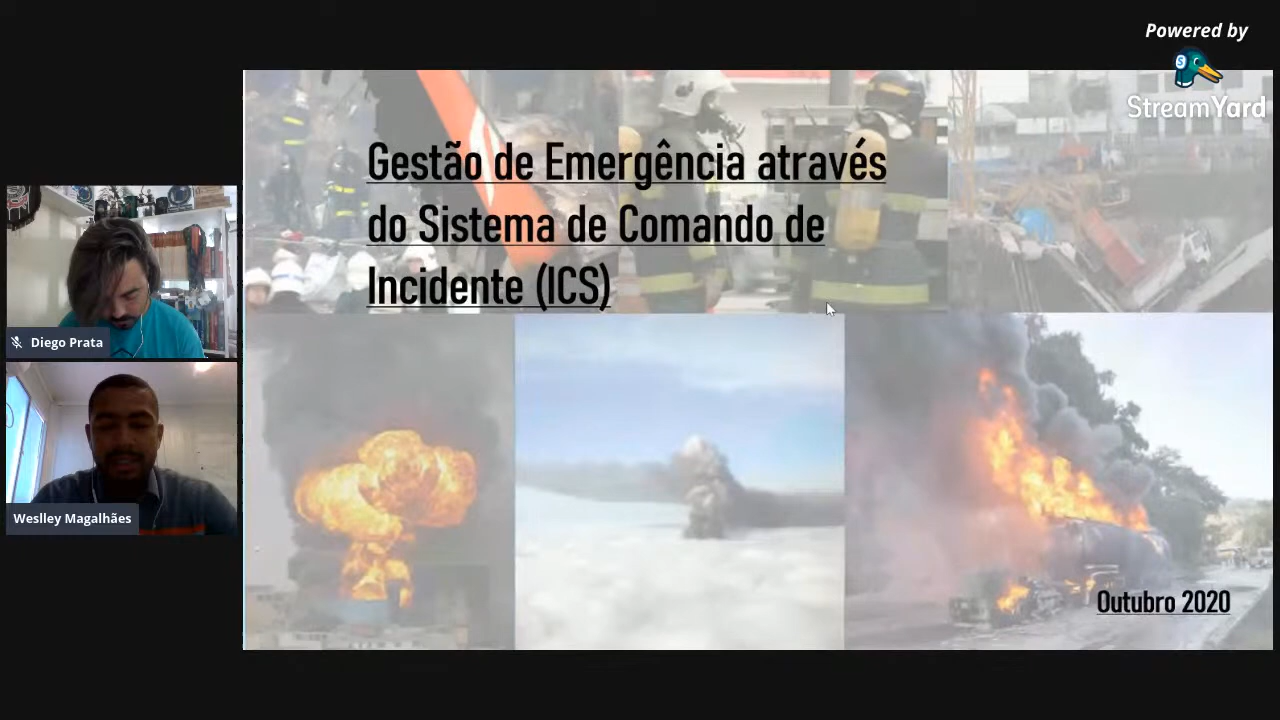 Powered by
StreamYard
Gestão de Emergência através
do Sistema de Comando de
Incidente (ICS)
Diego Prata
Weslley Magalhães
Outubro 2020